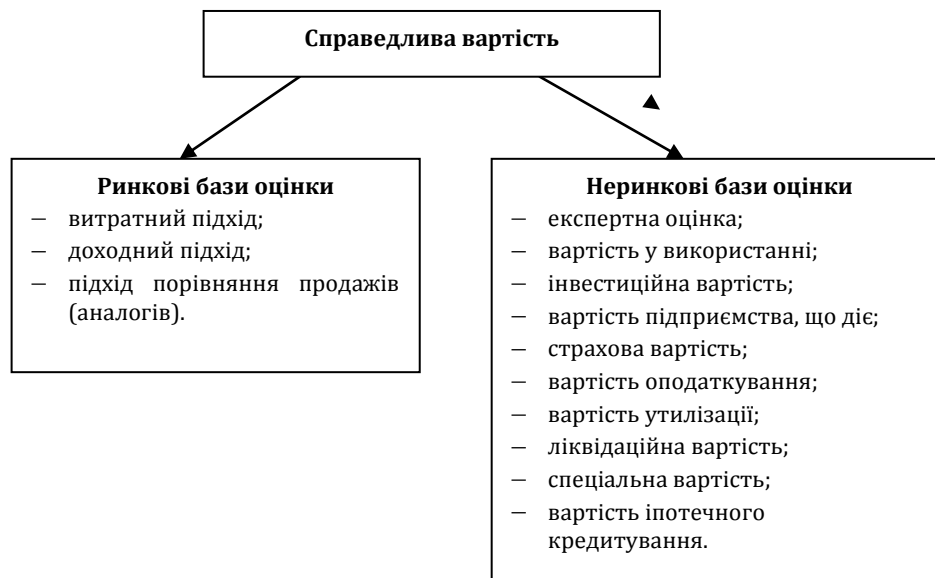 Справедлива вартість
Ринкові бази оцінки
– витратний підхід;
– доходний підхід;
– підхід порівняння продажів
(аналогів).
Неринкові бази оцінки
– експертна оцінка;
– вартість у використанні;
– інвестиційна вартість;
– вартість підприємства, що діє;
– страхова вартість;
– вартість оподаткування;
– вартість утилізації;
– ліквідаційна вартість;
– спеціальна вартість;
– вартість іпотечного
кредитування.